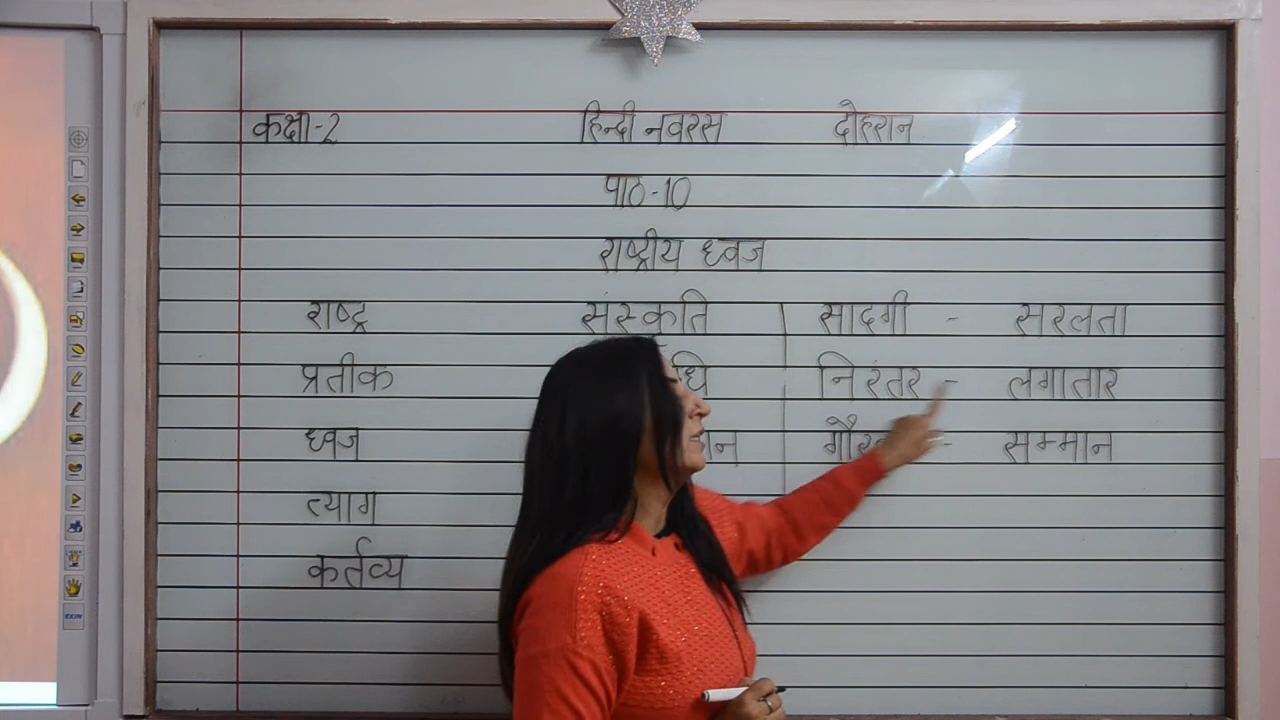 कक्षा-2 हिन्दी नवरस दोहरान
पाठ-10
राष्ट्रीय ध्वज
राष्ट्र संस्कृति सादगी - सरलता
प्रतीक निरंतर - लगातार
ध्वज - सम्मान
त्याग
कर्तव्य